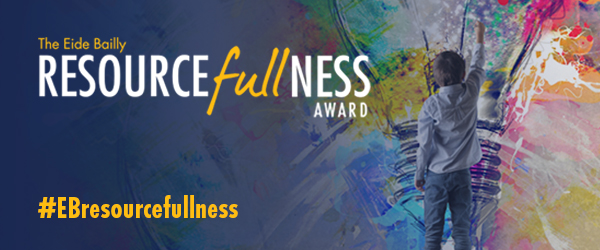 The Eide Bailly
RESOURCEfullNESS
AWARD
#EBresourcefullness